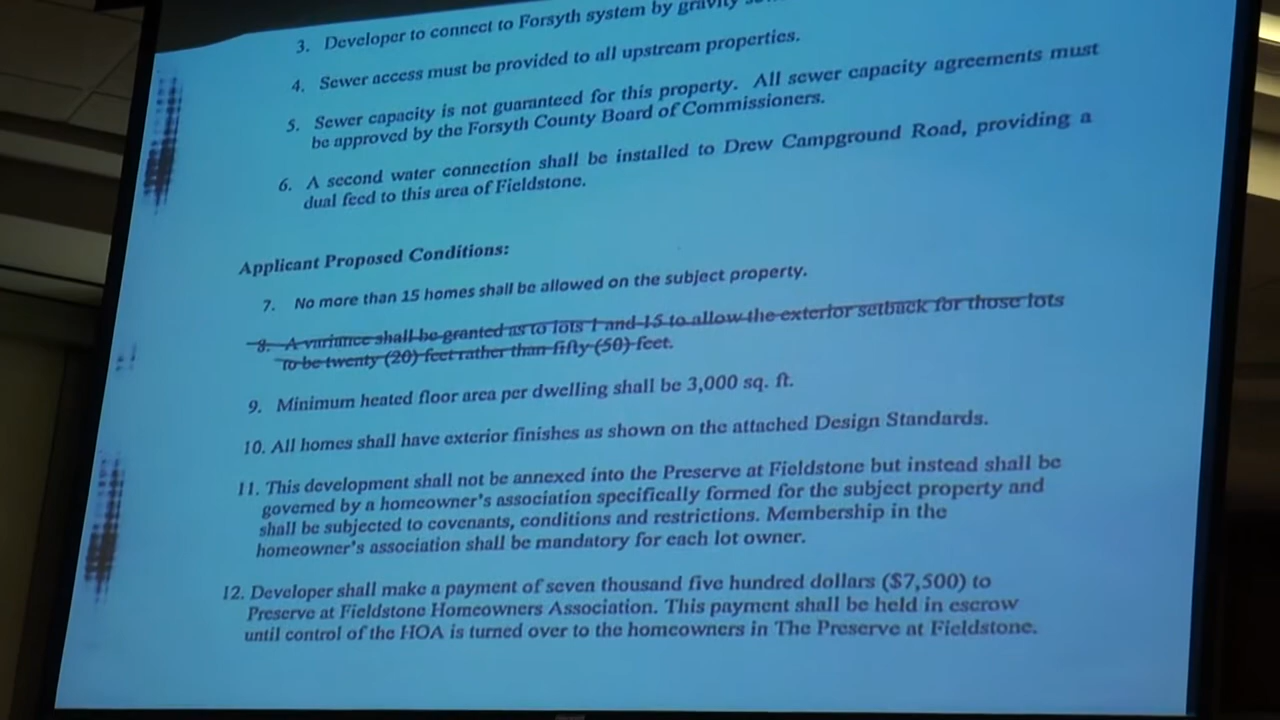 3. Developer to connect to Forsyth system by gravity
4. Sewer access must be provided to all upstream properties.
5. Sewer capacity is not guaranteed for this property. All sewer capacity agreements must
be approved by the Forsyth County Board of Commissioners.
6. A second water connection shall be installed to Drew Campground Road, providing a
dual feed to this area of Fieldstone.
Applicant Proposed Conditions:
7. No more than 15 homes shall be allowed on the subject property.
8. A variance shall be granted as to lots 1 and 15 to allow the exterior setback for those lots
to be twenty (20) feet rather than fifty (50) feet.
9. Minimum heated floor area per dwelling shall be 3,000 sq. ft.
10. All homes shall have exterior finishes as shown on the attached Design Standards.
11. This development shall not be annexed into the Preserve at Fieldstone but instead shall be
governed by a homeowner's association specifically formed for the subject property and
shall be subjected to covenants, conditions and restrictions. Membership in the
homeowner's association shall be mandatory for each lot owner.
12. Developer shall make a payment of seven thousand five hundred dollars ($7,500) to
Preserve at Fieldstone Homeowners Association. This payment shall be held in escrow
until control of the HOA is turned over to the homeowners in The Preserve at Fieldstone.